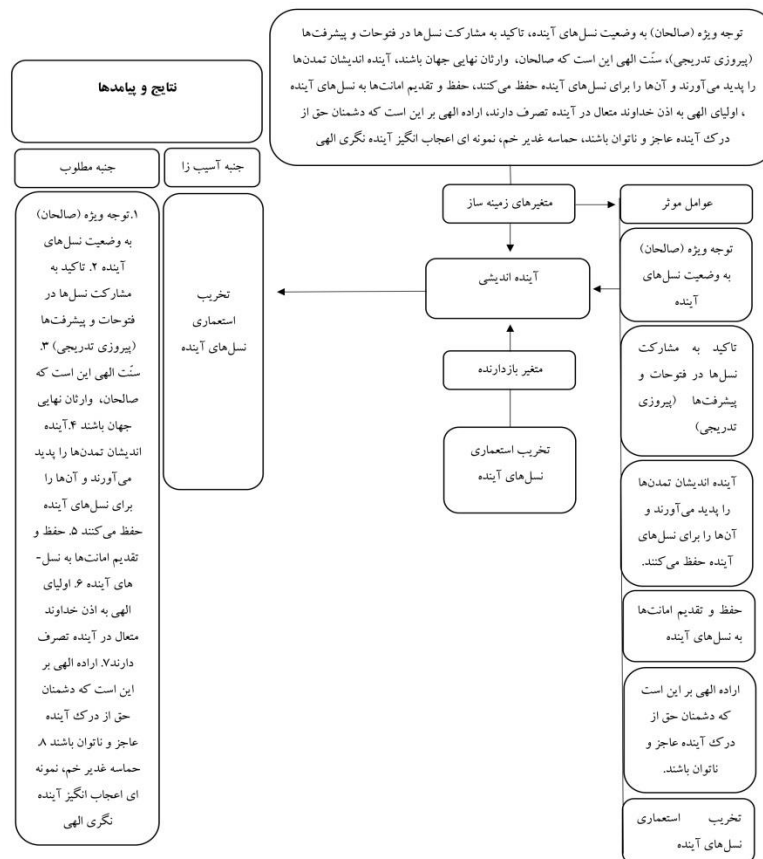 توجه ویژه (صالحان) به وضعیت نسل‌های آینده، تاکید به مشارکت نسل‌ها در فتوحات و پیشرفت‌ها
(پیروزی تدریجی)، سنّت الهی این است که صالحان، وارثان نهایی جهان باشند، آینده اندیشان تمدن‌ها
را پدید می‌آورند و آن‌ها را برای نسل‌های آینده حفظ می‌کنند، حفظ و تقدیم امانت‌ها به نسل‌های آینده
، اولیای الهی به اذن خداوند متعال در آینده تصرف دارند، اراده الهی بر این است که دشمنان حق از
درک آینده عاجز و ناتوان باشند، حماسه غدیر خم، نمونه ای اعجاب انگیز آینده نگری الهی
عوامل موثر
توجه ویژه (صالحان)
به وضعیت نسل‌های
آینده
تاکید به مشارکت
نسل‌ها در فتوحات و
پیشرفت‌ها (پیروزی
تدریجی)
آینده اندیشان تمدن‌ها
را پدید می‌آورند و
آن‌ها را برای نسل‌های
آینده حفظ می‌کنند.
حفظ و تقدیم امانت‌ها
به نسل‌های آینده
اراده الهی بر این است
که دشمنان حق از
درک آینده عاجز و
ناتوان باشند.
تخریب استعماری
نسل‌های آینده
متغیرهای زمینه ساز
آینده اندیشی
متغیر بازدارنده
تخریب استعماری
نسل‌های آینده
نتایج و پیامدها
جنبه آسیب زا
تخریب
استعماری
نسل‌های آینده
جنبه مطلوب
۱.توجه ویژه (صالحان)
به وضعیت نسل‌های
آینده ۲. تاکید به
مشارکت نسل‌ها در
فتوحات و پیشرفت‌ها
(پیروزی تدریجی) ۳.
سنّت الهی این است که
صالحان، وارثان نهایی
جهان باشند ۴.آینده
اندیشان تمدن‌ها را پدید
می‌آورند و آن‌ها را
برای نسل‌های آینده
حفظ می‌کنند ۵. حفظ و
تقدیم امانت‌ها به نسل-
های آینده ۶. اولیای
الهی به اذن خداوند
متعال در آینده تصرف
دارند۷. اراده الهی بر
این است که دشمنان
حق از درک آینده
عاجز و ناتوان باشند ۸.
حماسه غدیر خم، نمونه
ای اعجاب انگیز آینده
نگری الهی